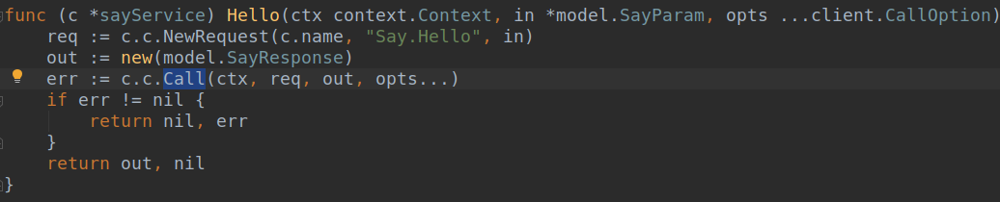 func (c *sayService) Hello(ctx context.Context, in *model.SayParam, opts ...client.CallOption)
    req := c.c.NewRequest(c.name, "Say.Hello", in)
    out := new(model.SayResponse)
    err := c.c.Call(ctx, req, out, opts...)
    if err != nil {
        return nil, err
    }
    return out, nil
}